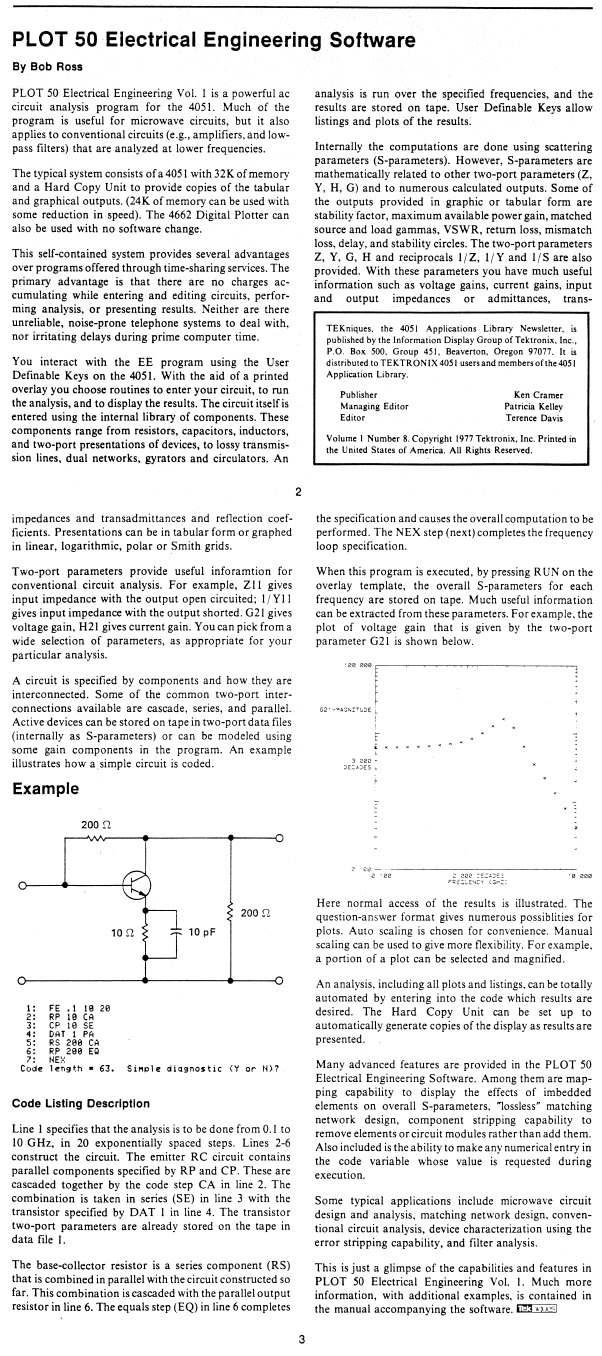 PLOT 50 Electrical Engineering Software
By Bob Ross
PLOT 50 Electrical Engineering Vol. 1 is a powerful ac
circuit analysis program for the 4051. Much of the
program is useful for microwave circuits, but it also
applies to conventional circuits (e.g., amplifiers, and low-
pass filters) that are analyzed at lower frequencies.
The typical system consists of a 4051 with 32K of memory
and a Hard Copy Unit to provide copies of the tabular
and graphical outputs. (24K of memory can be used with
some reduction in speed). The 4662 Digital Plotter can
also be used with no software change.
This self-contained system provides several advantages
over programs offered through time-sharing services. The
primary advantage is that there are no charges ac-
cumulating while entering and editing circuits, perfor-
ming analysis, or presenting results. Neither are there
unreliable, noise-prone telephone systems to deal with,
nor irritating delays during prime computer time.
You interact with the EE program using the User
Definable Keys on the 4051. With the aid of a printed
overlay you choose routines to enter your circuit, to run
the analysis, and to display the results. The circuit itself is
entered using the internal library of components. These
components range from resistors, capacitors, inductors,
and two-port presentations of devices, to lossy transmis-
sion lines, dual networks, gyrators and circulators. An
analysis is run over the specified frequencies, and the
results are stored on tape. User Definable Keys allow
listings and plots of the results.
Internally the computations are done using scattering
parameters (S-parameters). However, S-parameters are
mathematically related to other two-port parameters (Z,
Y, H, G) and to numerous calculated outputs. Some of
the outputs provided in graphic or tabular form are
stability factor, maximum available power gain, matched
source and load gammas, VSWR, return loss, mismatch
loss, delay, and stability circles. The two-port parameters
Z, Y, G, H and reciprocals 1/Z, 1/Y and 1/S are also
provided. With these parameters you have much useful
information such as voltage gains, current gains, input
and output impedances or admittances, trans-
TEKniques, the 4051 Applications Library Newsletter, is
published by the Information Display Group of Tektronix, Inc.,
P.O. Box 500, Group 451, Beaverton, Oregon 97077. It is
distributed to TEKTRONIX 4051 users and members of the 4051
Application Library.
Publisher Ken Cramer
Managing Editor Patricia Kelley
Editor Terence Davis
Volume 1 Number 8. Copyright 1977 Tektronix, Inc. Printed in
the United States of America. All Rights Reserved.
2
impedances and transadmittances and reflection coef-
ficients. Presentations can be in tabular form or graphed
in linear, logarithmic, polar or Smith grids.
Two-port parameters provide useful inforamtion for
conventional circuit analysis. For example, Z11 gives
input impedance with the output open circuited; 1/Y11
gives input impedance with the output shorted. G21 gives
voltage gain, H21 gives current gain. You can pick from a
wide selection of parameters, as appropriate for your
particular analysis.
A circuit is specified by components and how they are
interconnected. Some of the common two-port inter-
connections available are cascade, series, and parallel.
Active devices can be stored on tape in two-port data files
(internally as S-parameters) or can be modeled using
some gain components in the program. An example
illustrates how a simple circuit is coded.
Example
200 Ω
200 Ω
10 Ω
10 pF
1: FE .1 10 20
2: RP 10 CA
3: CP 10 SE
4: DAT 1 PA
5: RS 200 CA
6: RP 200 EQ
7: NEX
Code length = 63. Simple diagnostic (Y or N)?
Code Listing Description
Line 1 specifies that the analysis is to be done from 0.1 to
10 GHz, in 20 exponentially spaced steps. Lines 2-6
construct the circuit. The emitter RC circuit contains
parallel components specified by RP and CP. These are
cascaded together by the code step CA in line 2. The
combination is taken in series (SE) in line 3 with the
transistor specified by DAT 1 in line 4. The transistor
two-port parameters are already stored on the tape in
data file 1.
The base-collector resistor is a series component (RS)
that is combined in parallel with the circuit constructed so
far. This combination is cascaded with the parallel output
resistor in line 6. The equals step (EQ) in line 6 completes
the specification and causes the overall computation to be
performed. The NEX step (next) completes the frequency
loop specification.
When this program is executed, by pressing RUN on the
overlay template, the overall S-parameters for each
frequency are stored on tape. Much useful information
can be extracted from these parameters. For example, the
plot of voltage gain that is given by the two-port
parameter G21 is shown below.
100.000
G21-MAGNITUDE
3.000
DECADES
0.100
0.100 2.000 DECADES 10.000
FREQUENCY (GHZ)
Here normal access of the results is illustrated. The
question-answer format gives numerous possiblities for
plots. Auto scaling is chosen for convenience. Manual
scaling can be used to give more flexibility. For example,
a portion of a plot can be selected and magnified.
An analysis, including all plots and listings, can be totally
automated by entering into the code which results are
desired. The Hard Copy Unit can be set up to
automatically generate copies of the display as results are
presented.
Many advanced features are provided in the PLOT 50
Electrical Engineering Software. Among them are map-
ping capability to display the effects of imbedded
elements on overall S-parameters, "lossless" matching
network design, component stripping capability to
remove elements or circuit modules rather than add them.
Also included is the ability to make any numerical entry in
the code variable whose value is requested during
execution.
Some typical applications include microwave circuit
design and analysis, matching network design, conven-
tional circuit analysis, device characterization using the
error stripping capability, and filter analysis.
This is just a glimpse of the capabilities and features in
PLOT 50 Electrical Engineering Vol. 1. Much more
information, with additional examples, is contained in
the manual accompanying the software.
3